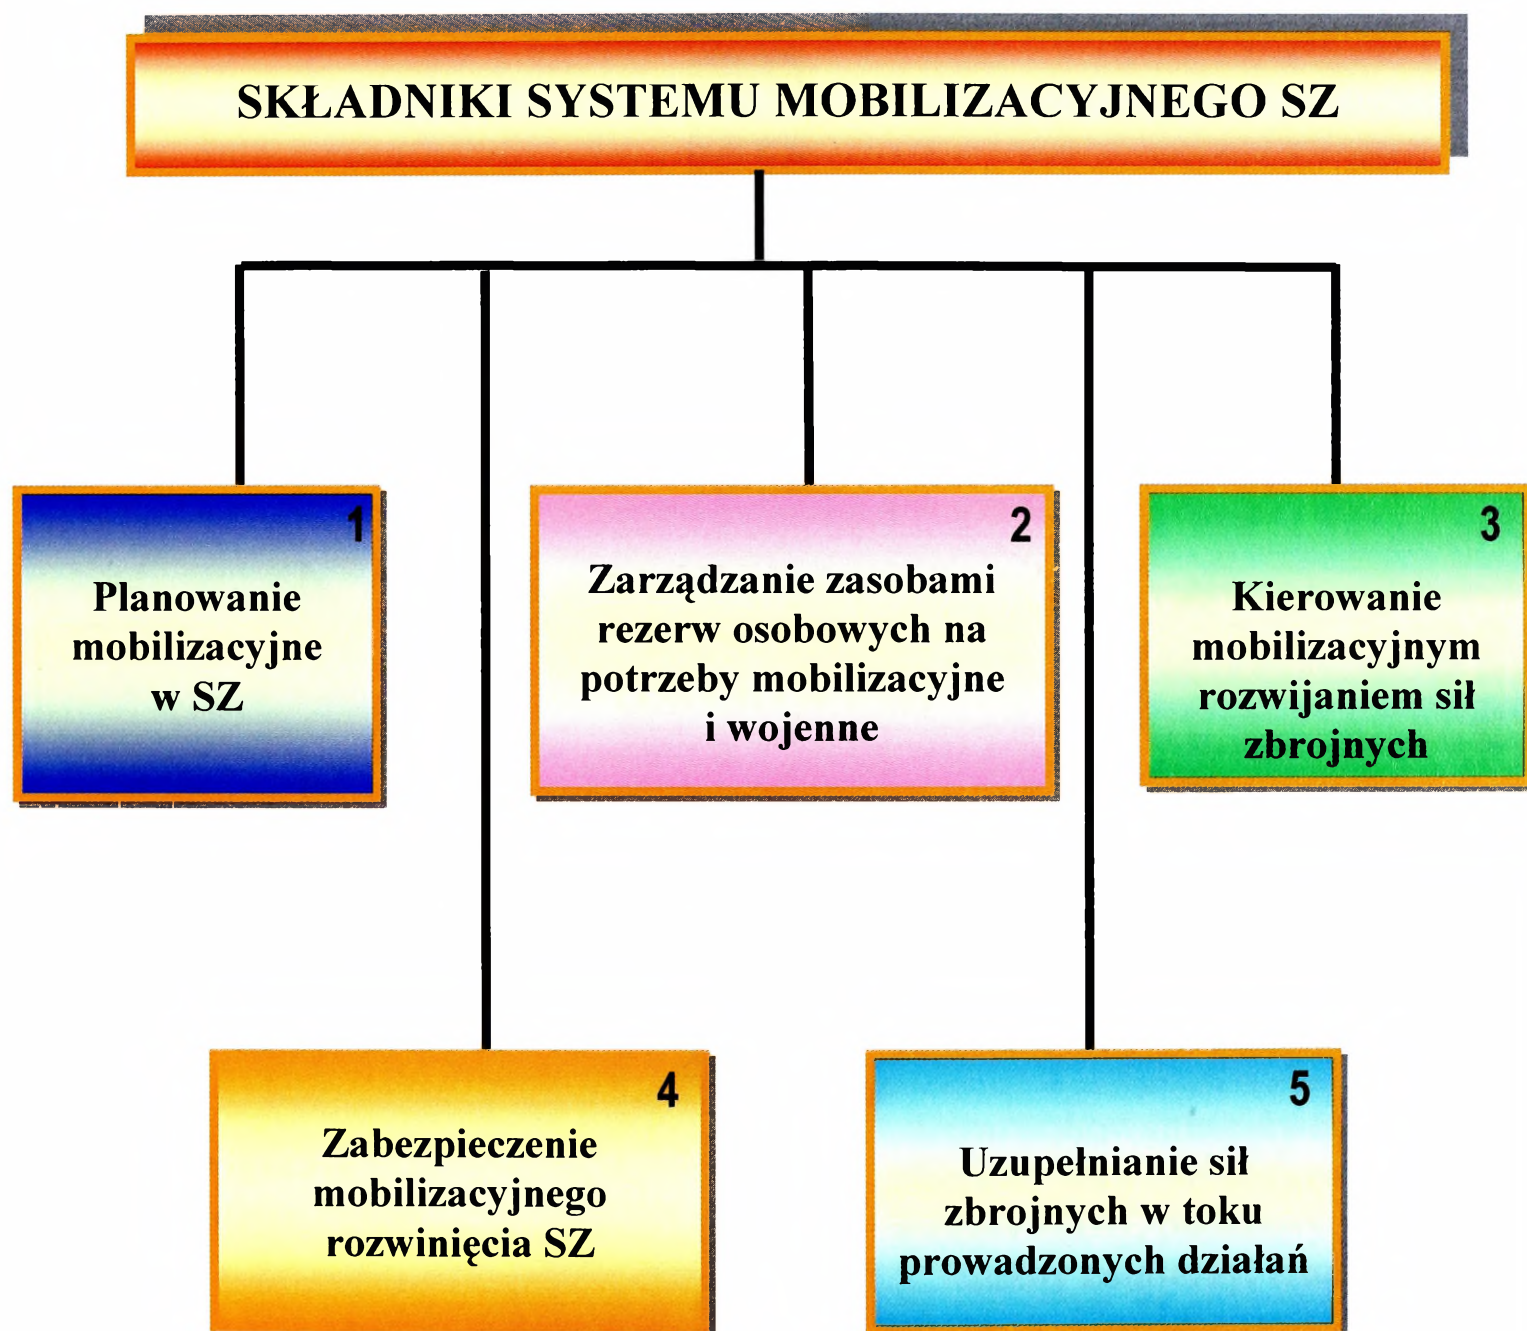 SKŁADNIKI SYSTEMU MOBILIZACYJNEGO SZ
1
Planowanie
mobilizacyjne
w SZ
2
Zarządzanie zasobami
rezerw osobowych na
potrzeby mobilizacyjne
i wojenne
3
Kierowanie
mobilizacyjnym
rozwijaniem sił
zbrojnych
4
Zabezpieczenie
mobilizacyjnego
rozwinięcia SZ
5
Uzupełnianie sił
zbrojnych w toku
prowadzonych działań